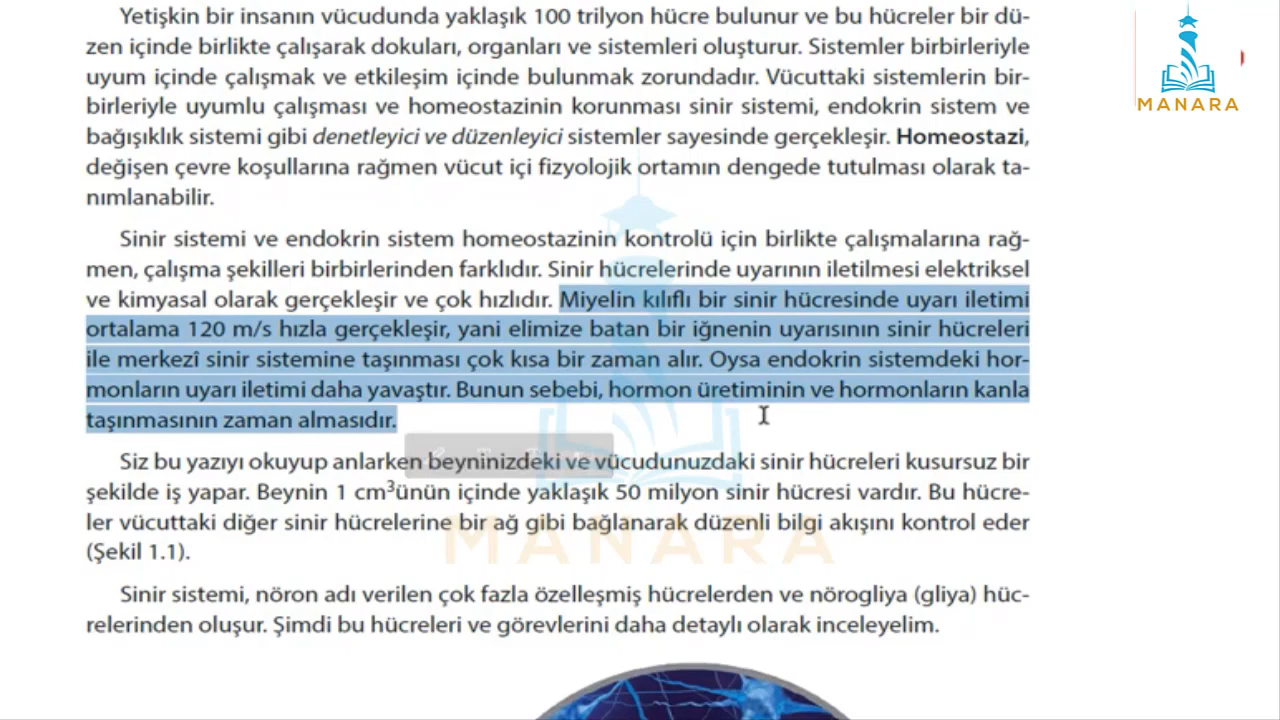 Yetişkin bir insanın vücudunda yaklaşık 100 trilyon hücre bulunur ve bu hücreler bir dü-
zen içinde birlikte çalışarak dokuları, organları ve sistemleri oluşturur. Sistemler birbirleriyle
uyum içinde çalışmak ve etkileşim içinde bulunmak zorundadır. Vücuttaki sistemlerin bir-
birleriyle uyumlu çalışması ve homeostazinin korunması sinir sistemi, endokrin sistem ve
bağışıklık sistemi gibi denetleyici ve düzenleyici sistemler sayesinde gerçekleşir. Homeostazi,
değişen çevre koşullarına rağmen vücut içi fizyolojik ortamın dengede tutulması olarak ta-
nımlanabilir.
Sinir sistemi ve endokrin sistem homeostazinin kontrolü için birlikte çalışmalarına rağ-
men, çalışma şekilleri birbirlerinden farklıdır. Sinir hücrelerinde uyarının iletilmesi elektriksel
ve kimyasal olarak gerçekleşir ve çok hızlıdır. Miyelin kılıflı bir sinir hücresinde uyarı iletimi
ortalama 120 m/s hızla gerçekleşir, yani elimize batan bir iğnenin uyarısının sinir hücreleri
ile merkezî sinir sistemine taşınması çok kısa bir zaman alır. Oysa endokrin sistemdeki hor-
monların uyarı iletimi daha yavaştır. Bunun sebebi, hormon üretiminin ve hormonların kanla
taşınmasının zaman almasıdır.
Siz bu yazıyı okuyup anlarken beyninizdeki ve vücudunuzdaki sinir hücreleri kusursuz bir
şekilde iş yapar. Beynin 1 cm³ünün içinde yaklaşık 50 milyon sinir hücresi vardır. Bu hücre-
ler vücuttaki diğer sinir hücrelerine bir ağ gibi bağlanarak düzenli bilgi akışını kontrol eder
(Şekil 1.1).
Sinir sistemi, nöron adı verilen çok fazla özelleşmiş hücrelerden ve nörogliya (gliya) hüc-
relerinden oluşur. Şimdi bu hücreleri ve görevlerini daha detaylı olarak inceleyelim.
MANARA
MANARA